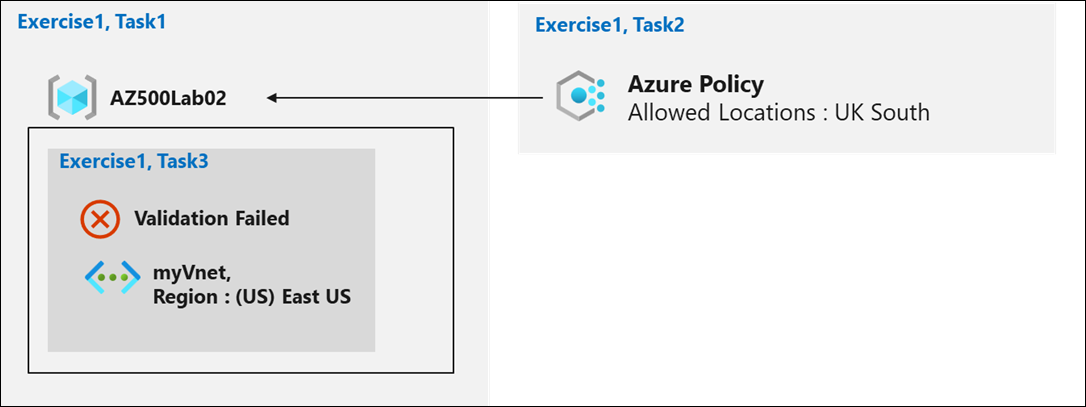 Exercise1, Task1
AZ500Lab02
Exercise1, Task3
Validation Failed
myVnet,
Region : (US) East US
Exercise1, Task2
Azure Policy
Allowed Locations : UK South